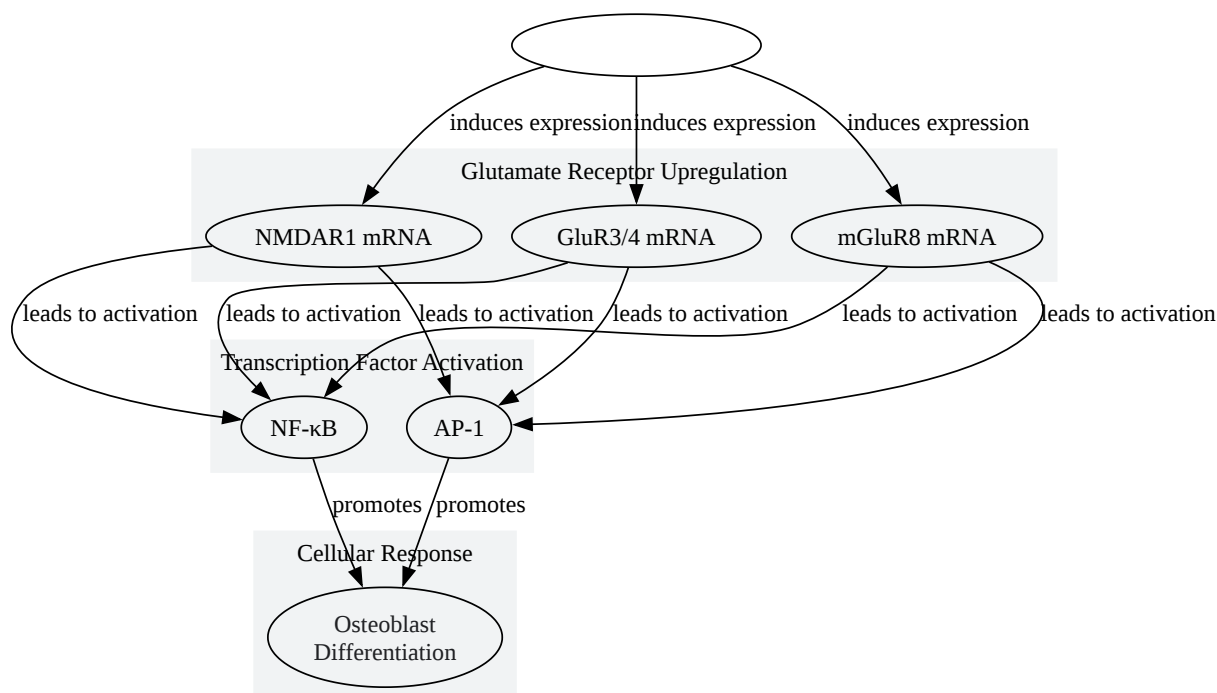 induces expression
induces expression
induces expression
Glutamate Receptor Upregulation
NMDAR1 mRNA
GluR3/4 mRNA
mGluR8 mRNA
leads to activation
leads to activation
leads to activation
leads to activation
leads to activation
leads to activation
Transcription Factor Activation
NF-κB
AP-1
promotes
promotes
Cellular Response
Osteoblast
Differentiation